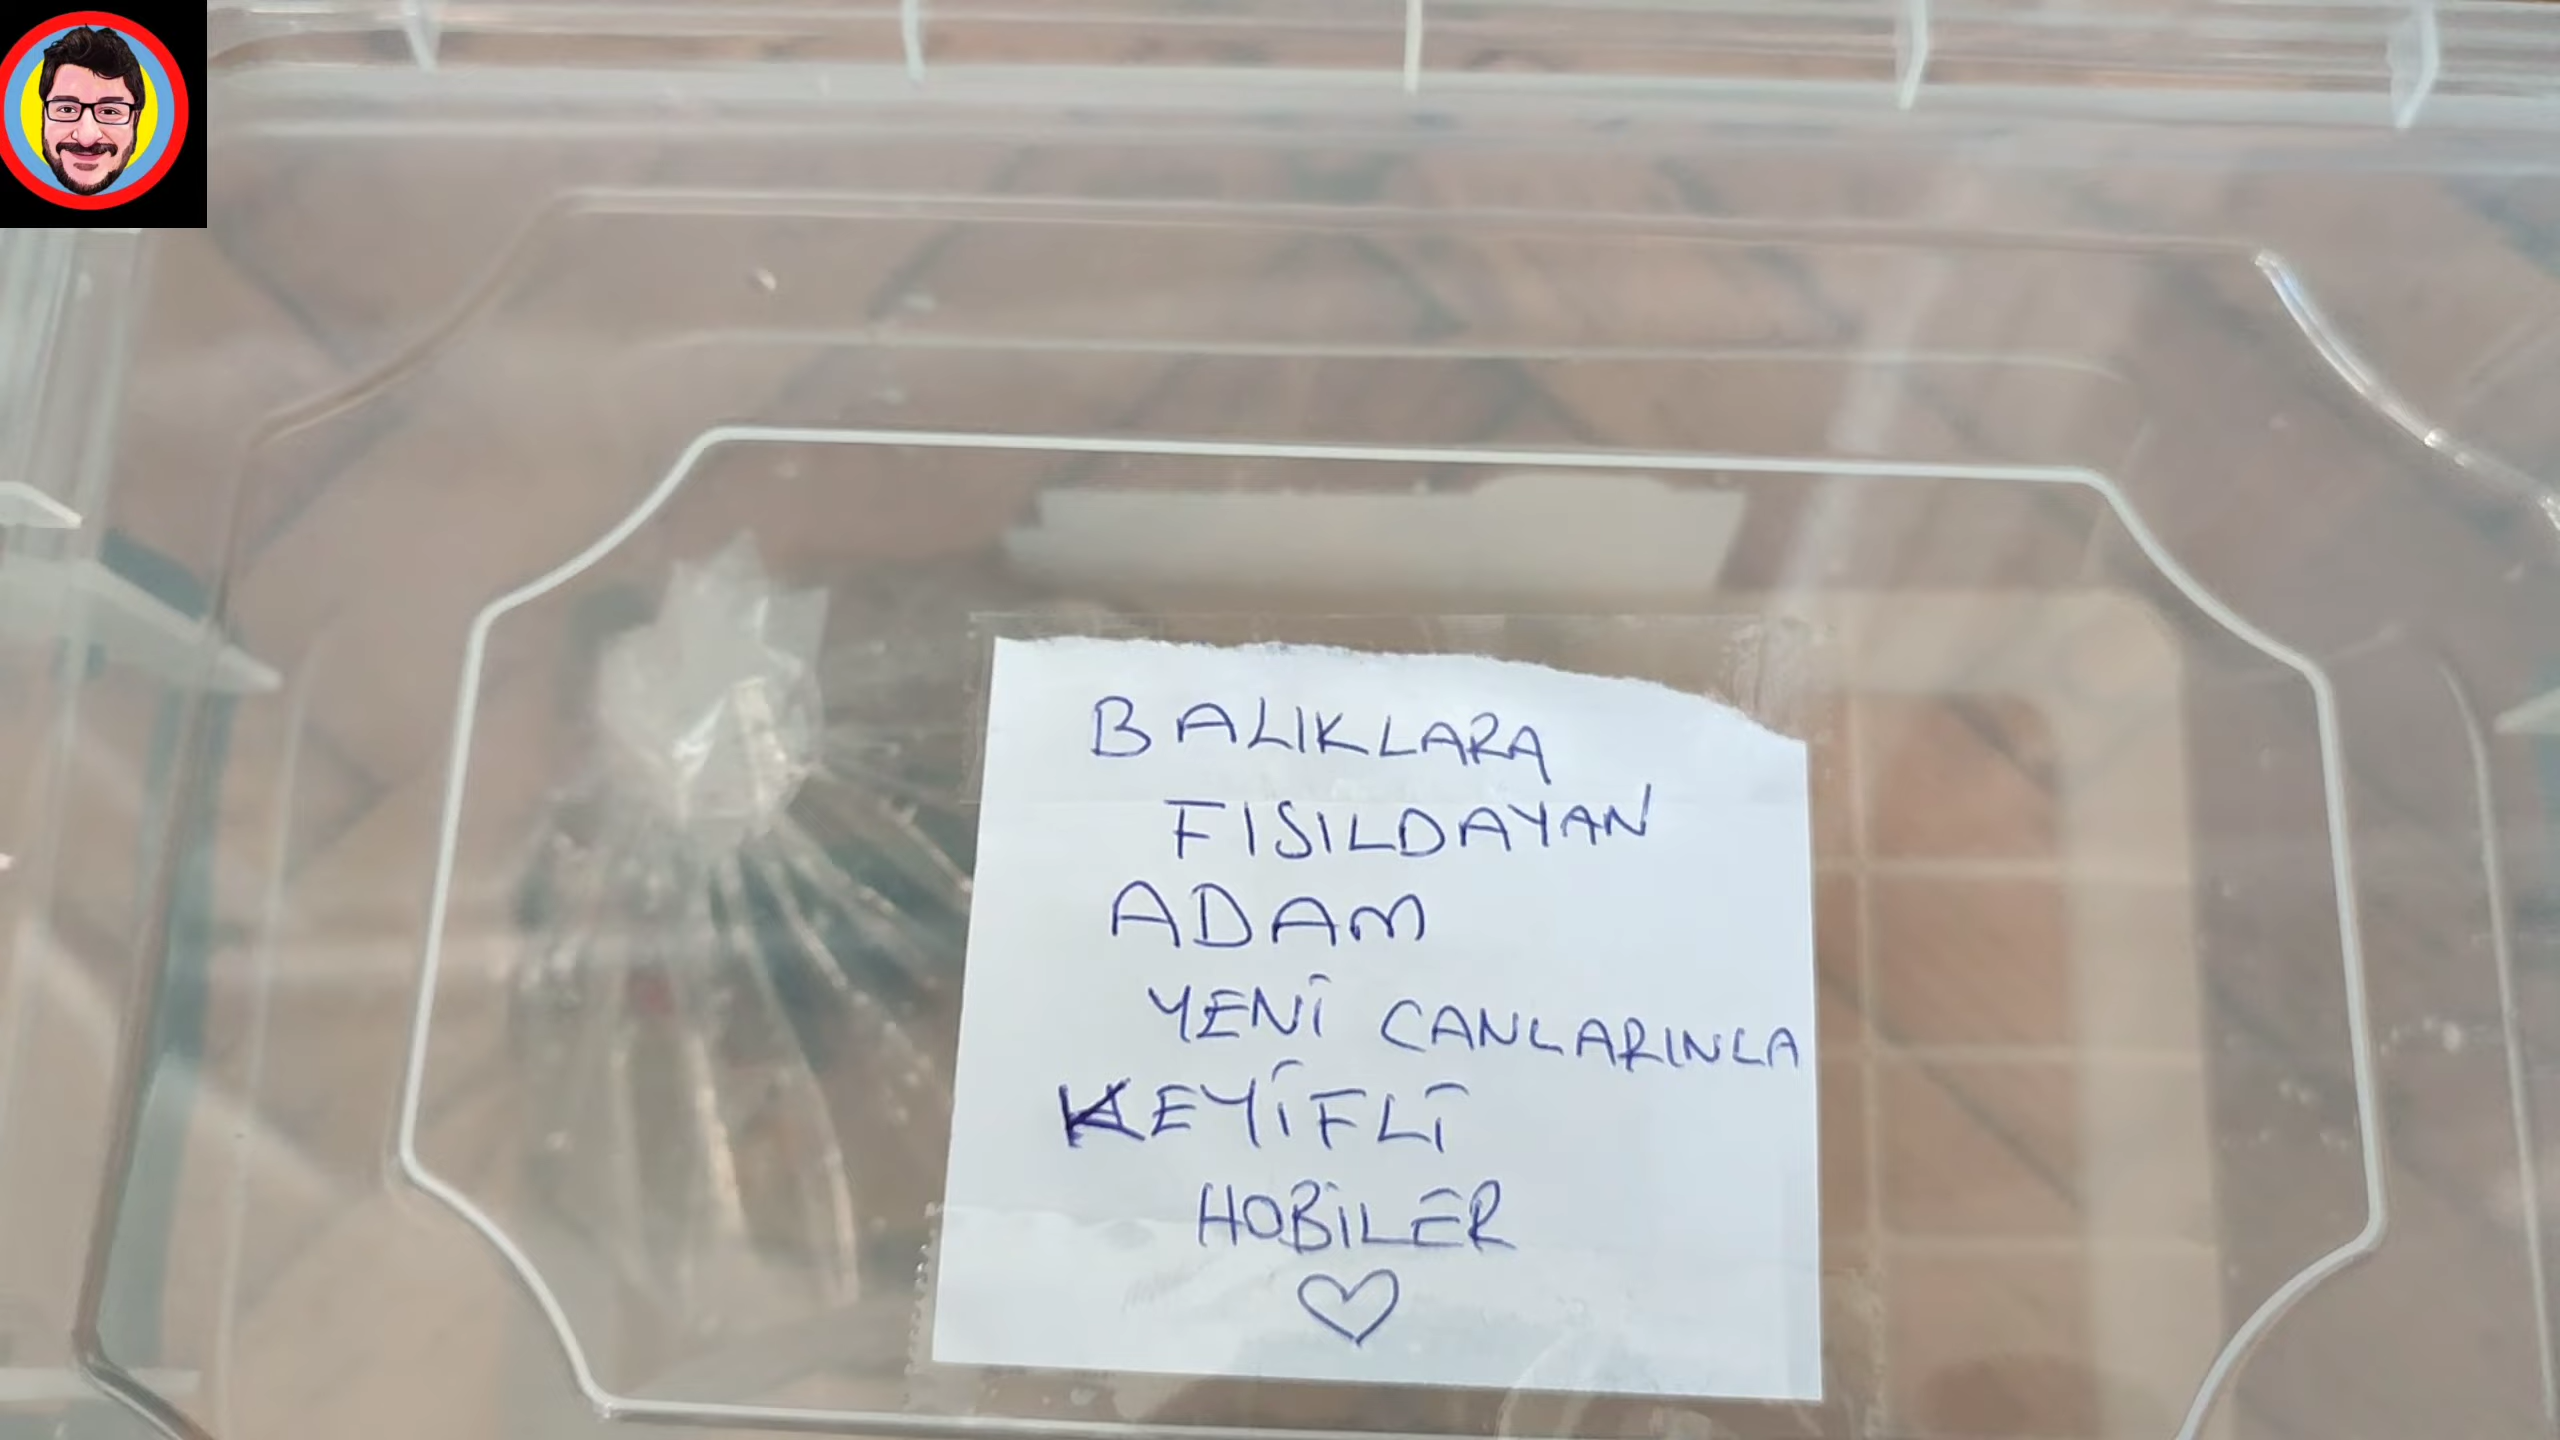 BALIKLARA
FISILDAYAN
ADAM
YENİ CANLARINLA
KEYİFLİ
HOBİLER